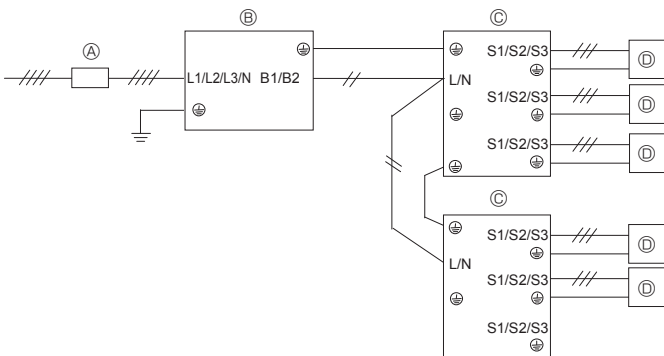 Ⓐ
Ⓑ
L1/L2/L3/N B1/B2
Ⓒ
L/N
S1/S2/S3
Ⓓ
S1/S2/S3
Ⓓ
S1/S2/S3
Ⓓ
Ⓒ
L/N
S1/S2/S3
Ⓓ
S1/S2/S3
Ⓓ
S1/S2/S3